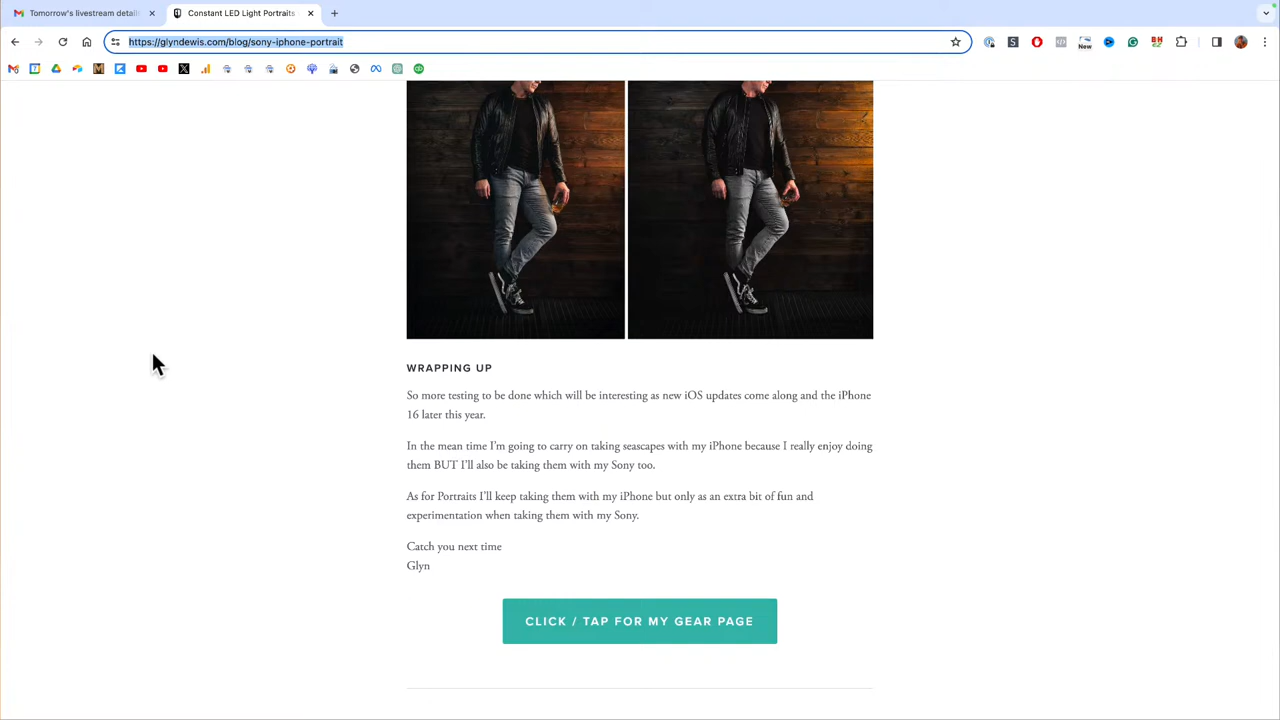 Tomorrow's livestream detail
Constant LED Light Portraits
https://glyndewis.com/blog/sony-iphone-portrait
New
WRAPPING UP
So more testing to be done which will be interesting as new iOS updates come along and the iPhone
16 later this year.
In the mean time I'm going to carry on taking seascapes with my iPhone because I really enjoy doing
them BUT I'll also be taking them with my Sony too.
As for Portraits I'll keep taking them with my iPhone but only as an extra bit of fun and
experimentation when taking them with my Sony.
Catch you next time
Glyn
CLICK / TAP FOR MY GEAR PAGE